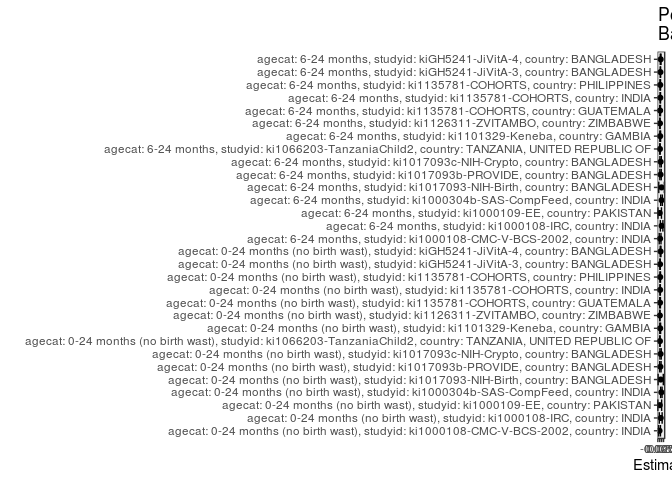 agecat: 6-24 months, studyid: kiGH5241-JiVitA-4, country: BANGLADESH
agecat: 6-24 months, studyid: kiGH5241-JiVitA-3, country: BANGLADESH
agecat: 6-24 months, studyid: ki1135781-COHORTS, country: PHILIPPINES
agecat: 6-24 months, studyid: ki1135781-COHORTS, country: INDIA
agecat: 6-24 months, studyid: ki1135781-COHORTS, country: GUATEMALA
agecat: 6-24 months, studyid: ki1126311-ZVITAMBO, country: ZIMBABWE
agecat: 6-24 months, studyid: ki1101329-Keneba, country: GAMBIA
agecat: 6-24 months, studyid: ki1066203-TanzaniaChild2, country: TANZANIA, UNITED REPUBLIC OF
agecat: 6-24 months, studyid: ki1017093c-NIH-Crypto, country: BANGLADESH
agecat: 6-24 months, studyid: ki1017093b-PROVIDE, country: BANGLADESH
agecat: 6-24 months, studyid: ki1017093-NIH-Birth, country: BANGLADESH
agecat: 6-24 months, studyid: ki1000304b-SAS-CompFeed, country: INDIA
agecat: 6-24 months, studyid: ki1000109-EE, country: PAKISTAN
agecat: 6-24 months, studyid: ki1000108-IRC, country: INDIA
agecat: 6-24 months, studyid: ki1000108-CMC-V-BCS-2002, country: INDIA
agecat: 0-24 months (no birth wast), studyid: kiGH5241-JiVitA-4, country: BANGLADESH
agecat: 0-24 months (no birth wast), studyid: kiGH5241-JiVitA-3, country: BANGLADESH
agecat: 0-24 months (no birth wast), studyid: ki1135781-COHORTS, country: PHILIPPINES
agecat: 0-24 months (no birth wast), studyid: ki1135781-COHORTS, country: INDIA
agecat: 0-24 months (no birth wast), studyid: ki1135781-COHORTS, country: GUATEMALA
agecat: 0-24 months (no birth wast), studyid: ki1126311-ZVITAMBO, country: ZIMBABWE
agecat: 0-24 months (no birth wast), studyid: ki1101329-Keneba, country: GAMBIA
agecat: 0-24 months (no birth wast), studyid: ki1066203-TanzaniaChild2, country: TANZANIA, UNITED REPUBLIC OF
agecat: 0-24 months (no birth wast), studyid: ki1017093c-NIH-Crypto, country: BANGLADESH
agecat: 0-24 months (no birth wast), studyid: ki1017093b-PROVIDE, country: BANGLADESH
agecat: 0-24 months (no birth wast), studyid: ki1017093-NIH-Birth, country: BANGLADESH
agecat: 0-24 months (no birth wast), studyid: ki1000304b-SAS-CompFeed, country: INDIA
agecat: 0-24 months (no birth wast), studyid: ki1000109-EE, country: PAKISTAN
agecat: 0-24 months (no birth wast), studyid: ki1000108-IRC, country: INDIA
agecat: 0-24 months (no birth wast), studyid: ki1000108-CMC-V-BCS-2002, country: INDIA